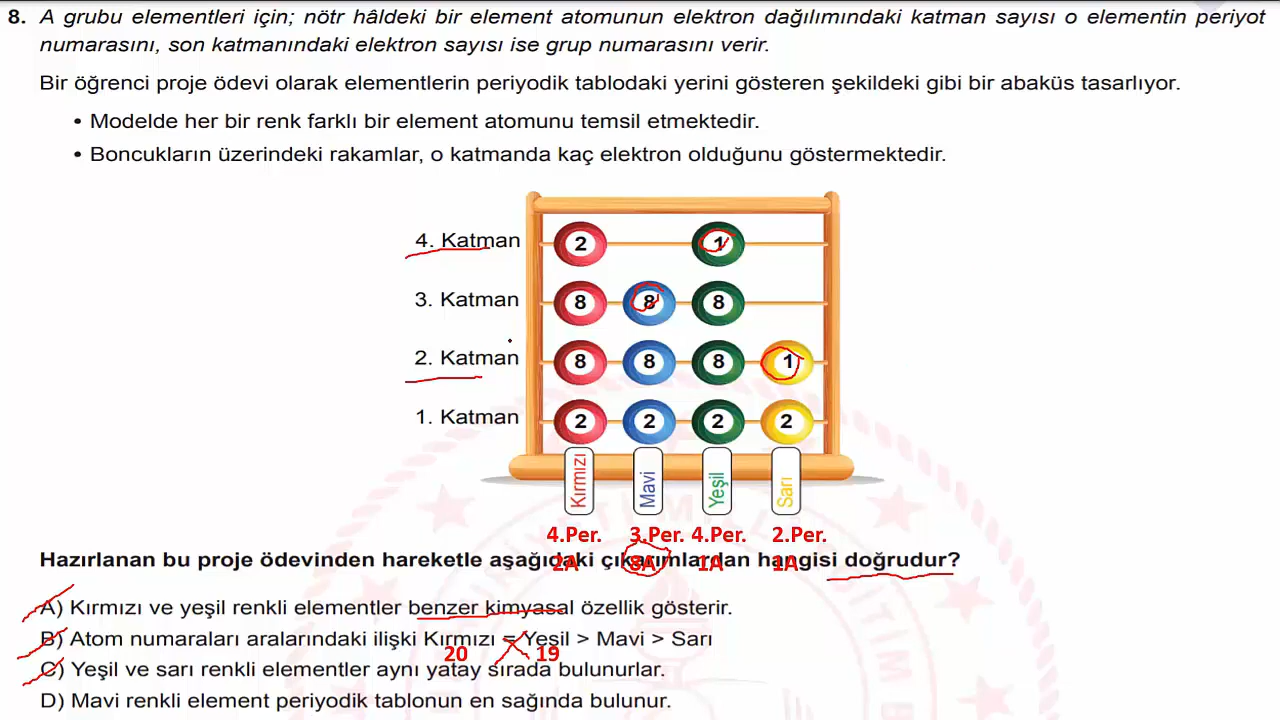 8. A grubu elementleri için; nötr hâldeki bir element atomunun elektron dağılımındaki katman sayısı o elementin periyot
numarasını, son katmanındaki elektron sayısı ise grup numarasını verir.
Bir öğrenci proje ödevi olarak elementlerin periyodik tablodaki yerini gösteren şekildeki gibi bir abaküs tasarlıyor.
• Modelde her bir renk farklı bir element atomunu temsil etmektedir.
• Boncukların üzerindeki rakamlar, o katmanda kaç elektron olduğunu göstermektedir.
4. Katman 2 1
3. Katman 8 8 8
2. Katman 8 8 8 1
1. Katman 2 2 2 2
Kırmızı Mavi Yeşil Sarı
4.Per. 3.Per. 4.Per. 2.Per.
2A 8A 1A 1A
Hazırlanan bu proje ödevinden hareketle aşağıdaki çıkarımlardan hangisi doğrudur?
A) Kırmızı ve yeşil renkli elementler benzer kimyasal özellik gösterir.
B) Atom numaraları aralarındaki ilişki Kırmızı = Yeşil > Mavi > Sarı
20 19
C) Yeşil ve sarı renkli elementler aynı yatay sırada bulunurlar.
D) Mavi renkli element periyodik tablonun en sağında bulunur.